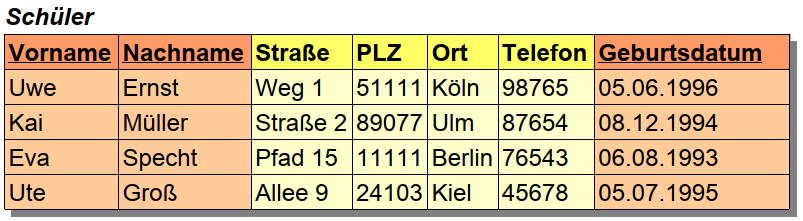 Schüler
Vorname Nachname Straße PLZ Ort Telefon Geburtsdatum
Uwe Ernst Weg 1 51111 Köln 98765 05.06.1996
Kai Müller Straße 2 89077 Ulm 87654 08.12.1994
Eva Specht Pfad 15 11111 Berlin 76543 06.08.1993
Ute Groß Allee 9 24103 Kiel 45678 05.07.1995